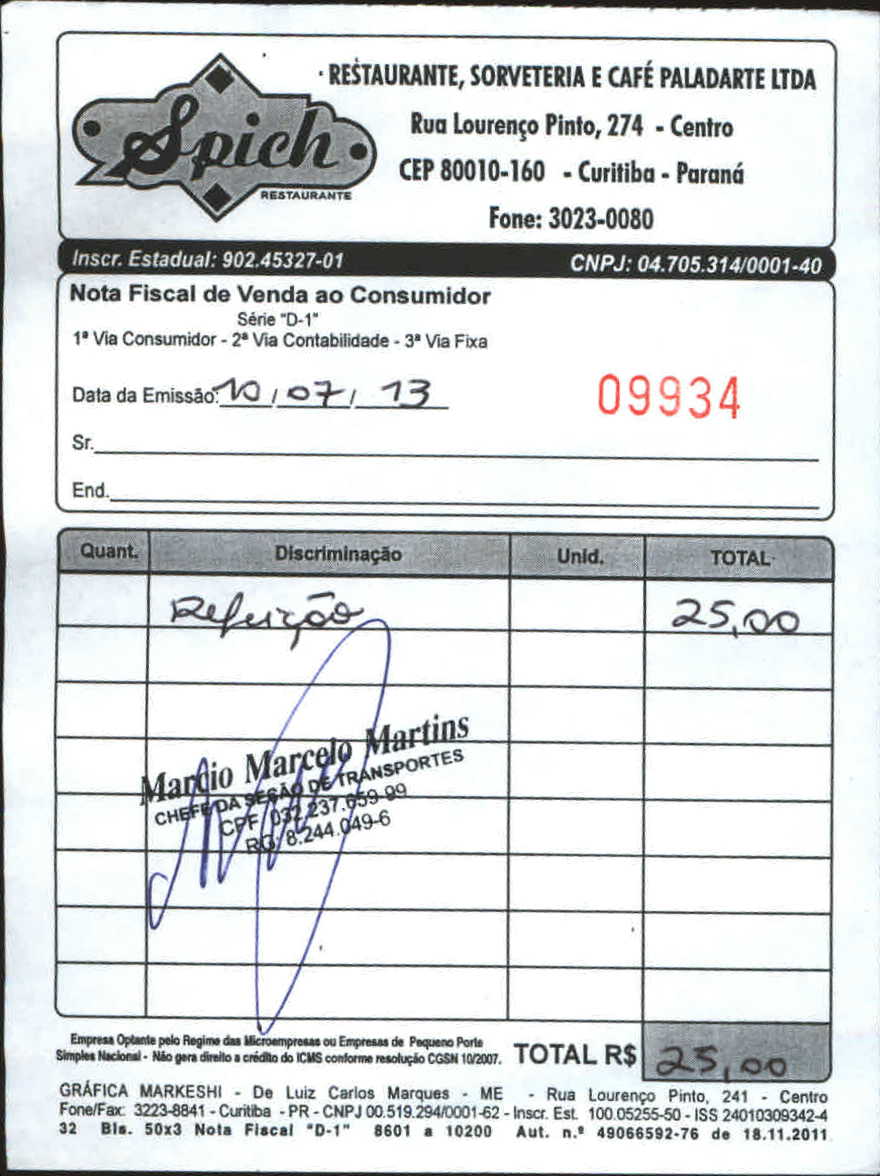 Spich
RESTAURANTE
RESTAURANTE, SORVETERIA E CAFÉ PALADARTE LTDA
Rua Lourenço Pinto, 274 - Centro
CEP 80010-160 - Curitiba - Paraná
Fone: 3023-0080
Inscr. Estadual: 902.45327-01 CNPJ: 04.705.314/0001-40
Nota Fiscal de Venda ao Consumidor
Série "D-1"
1ª Via Consumidor - 2ª Via Contabilidade - 3ª Via Fixa
Data da Emissão: 10 / 07 / 13 09934
Sr.
End.
Quant. Discriminação Unid. TOTAL
Refeição 25,00
Marcio Marcelo Martins
CHEFE DA SEÇÃO DE TRANSPORTES
CPF 032.237.659-99
RG: 8.244.049-6
Empresa Optante pelo Regime das Microempresas ou Empresas de Pequeno Porte
Simples Nacional - Não gera direito a crédito do ICMS conforme resolução CGSN 10/2007.
TOTAL R$ 25,00
GRÁFICA MARKESHI - De Luiz Carlos Marques - ME - Rua Lourenço Pinto, 241 - Centro
Fone/Fax: 3223-8841 - Curitiba - PR - CNPJ 00.519.294/0001-62 - Inscr. Est. 100.05255-50 - ISS 24010309342-4
32 Bls. 50x3 Nota Fiscal "D-1" 8601 a 10200 Aut. n.º 49066592-76 de 18.11.2011